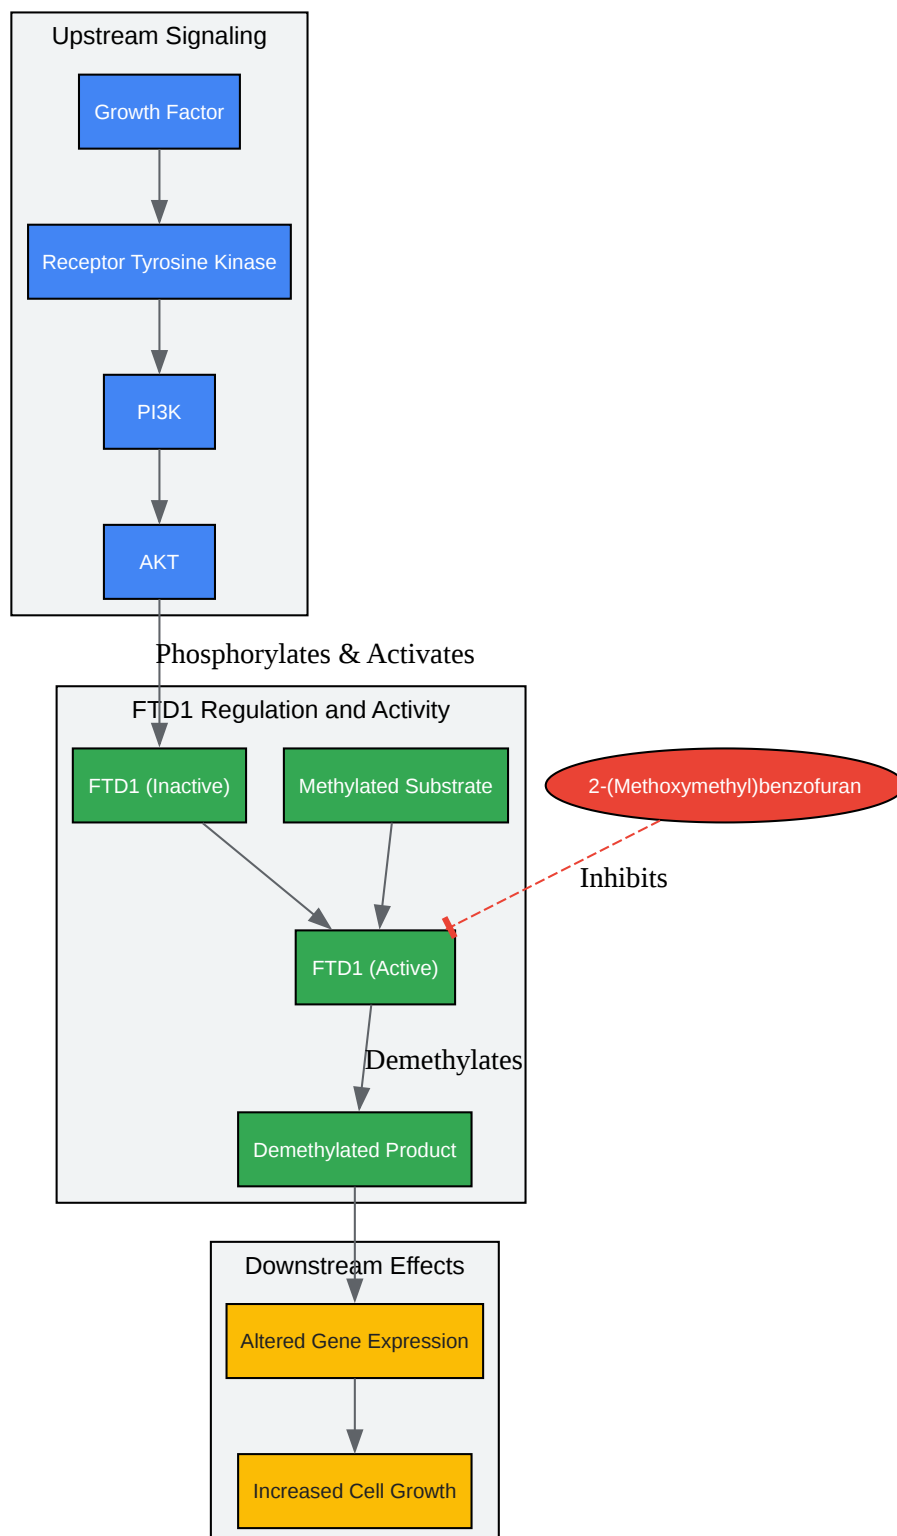 Upstream Signaling
Growth Factor
Receptor Tyrosine Kinase
PI3K
AKT
Phosphorylates & Activates
FTD1 Regulation and Activity
FTD1 (Inactive)
Methylated Substrate
2-(Methoxymethyl)benzofuran
Inhibits
FTD1 (Active)
Demethylates
Demethylated Product
Downstream Effects
Altered Gene Expression
Increased Cell Growth